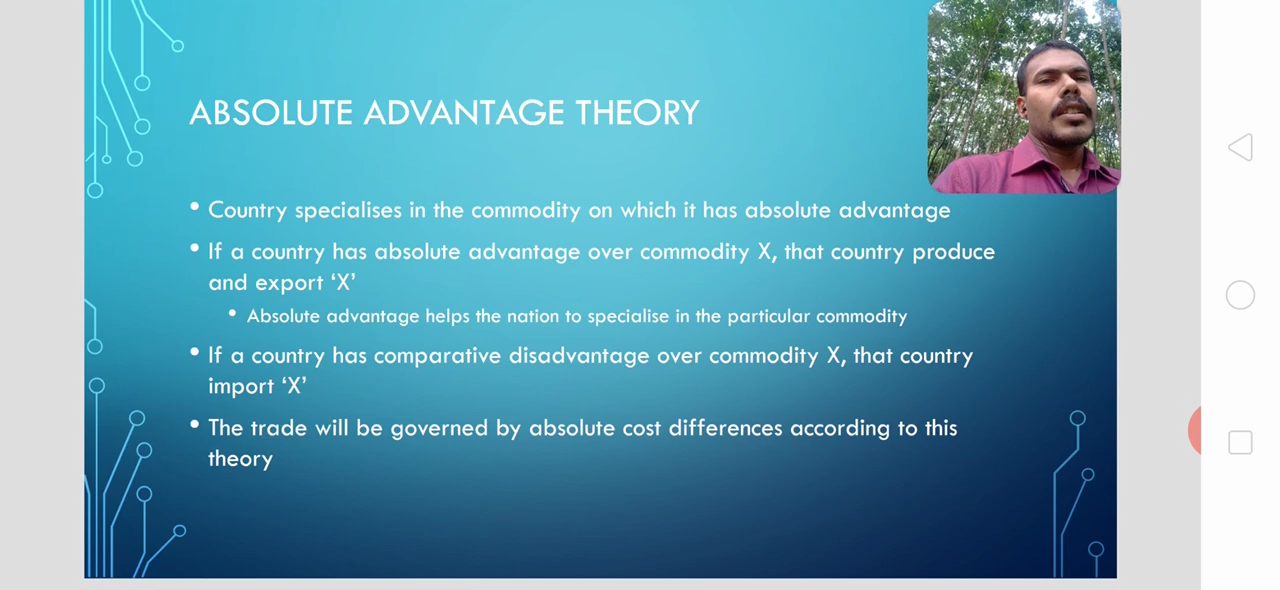 ABSOLUTE ADVANTAGE THEORY
• Country specialises in the commodity on which it has absolute advantage
• If a country has absolute advantage over commodity X, that country produce
and export ‘X’
• Absolute advantage helps the nation to specialise in the particular commodity
• If a country has comparative disadvantage over commodity X, that country
import ‘X’
• The trade will be governed by absolute cost differences according to this
theory